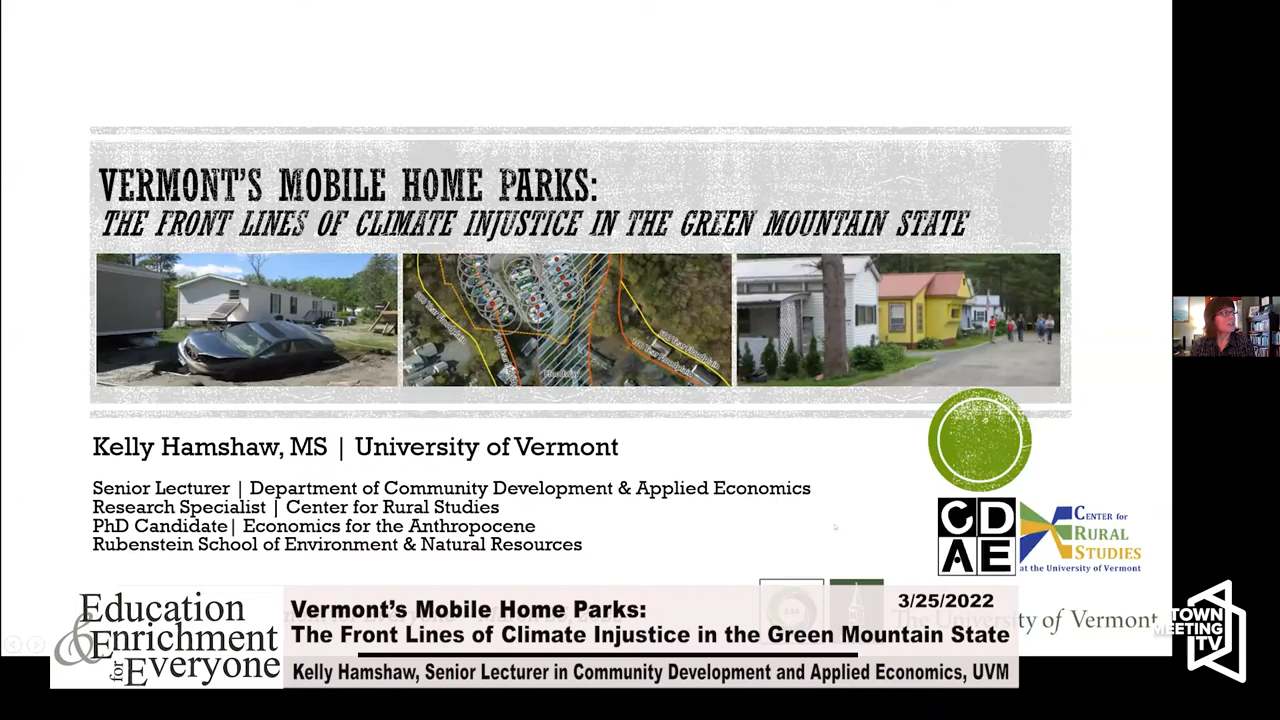 VERMONT'S MOBILE HOME PARKS:
THE FRONT LINES OF CLIMATE INJUSTICE IN THE GREEN MOUNTAIN STATE
Floodway
Kelly Hamshaw, MS | University of Vermont
Senior Lecturer | Department of Community Development & Applied Economics
Research Specialist | Center for Rural Studies
PhD Candidate| Economics for the Anthropocene
Rubenstein School of Environment & Natural Resources
CD
AE
CENTER for
RURAL
STUDIES
at the University of Vermont
The University of Vermont
Education
& Enrichment
for Everyone
Vermont's Mobile Home Parks:
3/25/2022
The Front Lines of Climate Injustice in the Green Mountain State
Kelly Hamshaw, Senior Lecturer in Community Development and Applied Economics, UVM
TOWN
MEETING
TV